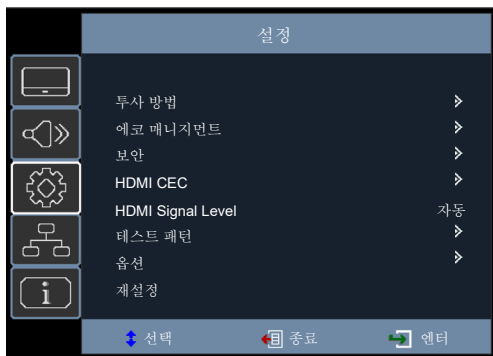 설정
투사 방법
에코 매니지먼트
보안
HDMI CEC
HDMI Signal Level 자동
테스트 패턴
옵션
재설정
i
선택 종료 엔터